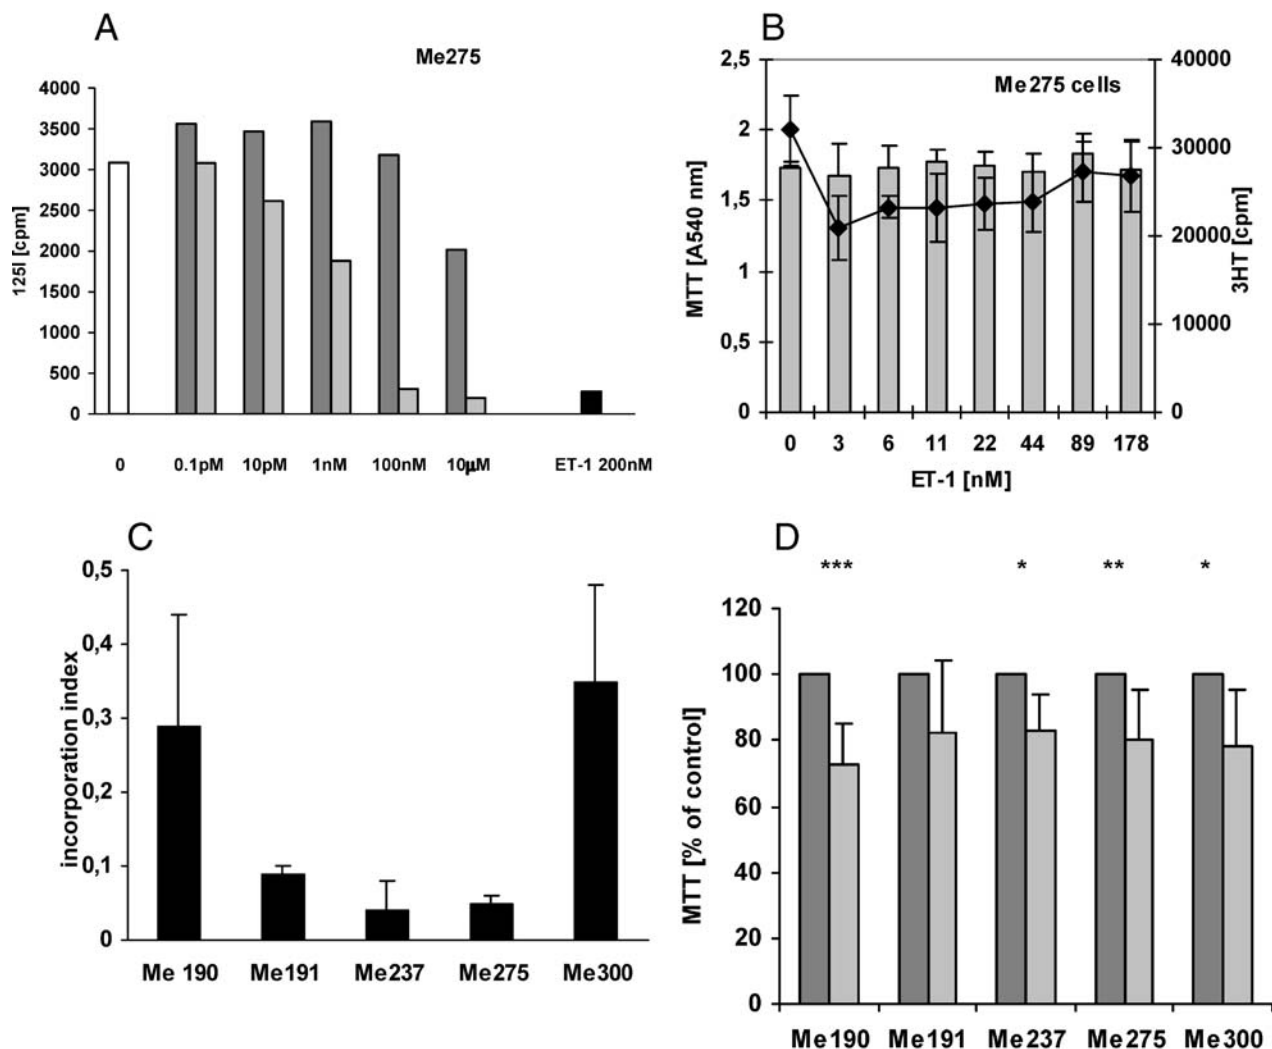 A
Me275
125I [cpm]
4000
3500
3000
2500
2000
1500
1000
500
0
0 0.1pM 10pM 1nM 100nM 10µM ET-1 200nM
B
Me275 cells
MTT [A540 nm]
2,5
2
1,5
1
0,5
0
3HT [cpm]
40000
30000
20000
10000
0
0 3 6 11 22 44 89 178
ET-1 [nM]
C
incorporation index
0,5
0,4
0,3
0,2
0,1
0
Me 190 Me191 Me237 Me275 Me300
D
*** * ** *
MTT [% of control]
120
100
80
60
40
20
0
Me190 Me191 Me237 Me275 Me300